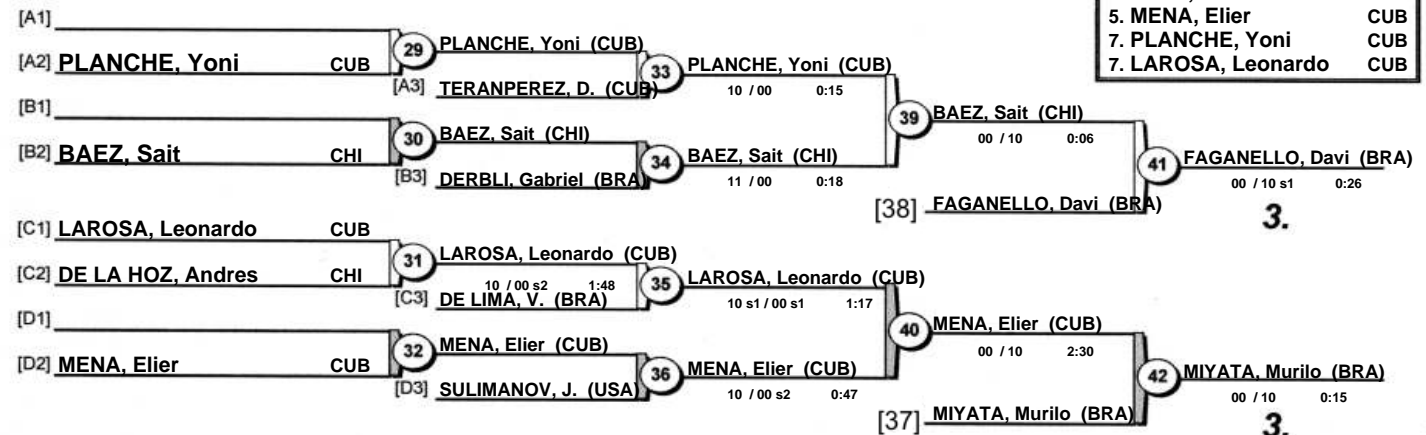 5. MENA, Elier CUB
7. PLANCHE, Yoni CUB
7. LAROSA, Leonardo CUB
[A1]
[A2] PLANCHE, Yoni CUB
29
PLANCHE, Yoni (CUB)
[A3] TERANPEREZ, D. (CUB)
33
PLANCHE, Yoni (CUB)
10 / 00 0:15
[B1]
[B2] BAEZ, Sait CHI
30
BAEZ, Sait (CHI)
[B3] DERBLI, Gabriel (BRA)
34
BAEZ, Sait (CHI)
11 / 00 0:18
39
BAEZ, Sait (CHI)
00 / 10 0:06
[38] FAGANELLO, Davi (BRA)
41
FAGANELLO, Davi (BRA)
00 / 10 s1 0:26
3.
[C1] LAROSA, Leonardo CUB
[C2] DE LA HOZ, Andres CHI
31
LAROSA, Leonardo (CUB)
10 / 00 s2 1:48
[C3] DE LIMA, V. (BRA)
35
LAROSA, Leonardo (CUB)
10 s1 / 00 s1 1:17
[D1]
[D2] MENA, Elier CUB
32
MENA, Elier (CUB)
[D3] SULIMANOV, J. (USA)
36
MENA, Elier (CUB)
10 / 00 s2 0:47
40
MENA, Elier (CUB)
00 / 10 2:30
[37] MIYATA, Murilo (BRA)
42
MIYATA, Murilo (BRA)
00 / 10 0:15
3.